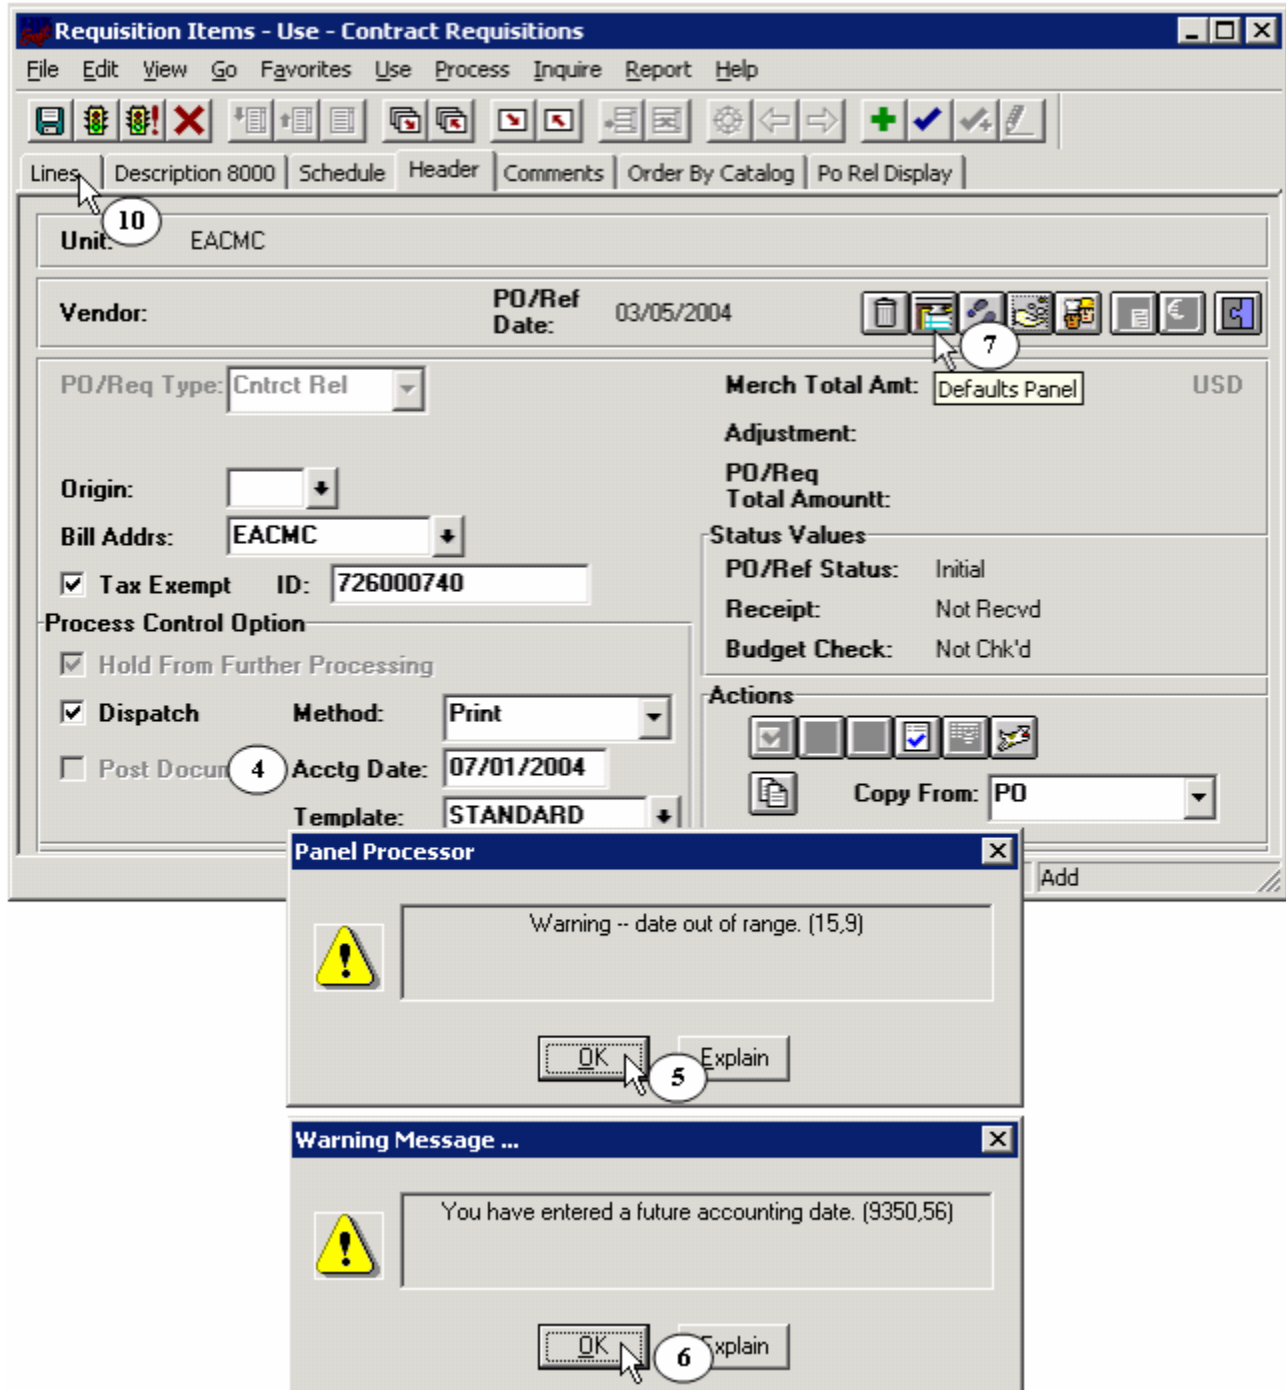 Requisition Items - Use - Contract Requisitions
File Edit View Go Favorites Use Process Inquire Report Help
Lines Description 8000 Schedule Header Comments Order By Catalog Po Rel Display
10
Unit: EACMC
Vendor: PO/Ref Date: 03/05/2004
7
Defaults Panel
PO/Req Type: Cntrct Rel Merch Total Amt: USD
Adjustment:
PO/Req Total Amountt:
Origin:
Bill Addrs: EACMC
Tax Exempt ID: 726000740
Status Values
PO/Ref Status: Initial
Receipt: Not Recvd
Budget Check: Not Chk'd
Process Control Option
Hold From Further Processing
Dispatch Method: Print
Post Docum 4 Acctg Date: 07/01/2004
Template: STANDARD
Actions
Copy From: PO
Add
Panel Processor
Warning -- date out of range. (15,9)
OK Explain
5
Warning Message ...
You have entered a future accounting date. (9350,56)
OK xplain
6